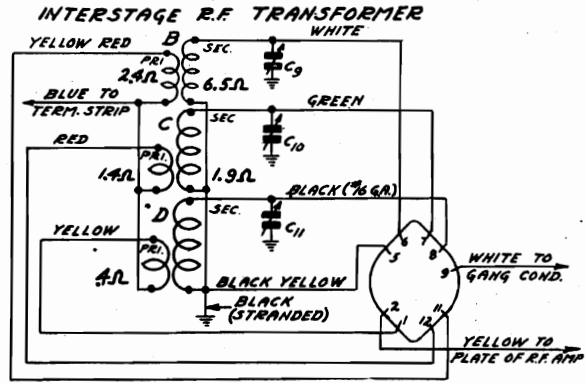 INTERSTAGE R.F. TRANSFORMER
YELLOW RED
B
SEC.
WHITE
PRI
2.4Ω
6.5Ω
C9
BLUE TO
TERM. STRIP
C
SEC
GREEN
RED
PRI.
C10
1.4Ω
1.9Ω
BLACK (#16 GA.)
D
SEC.
YELLOW
PRI.
C11
.4Ω
BLACK YELLOW
BLACK
(STRANDED)
5
6
7
8
9
WHITE TO
GANG COND.
2
1
12
11
YELLOW TO
PLATE OF R.F. AMP